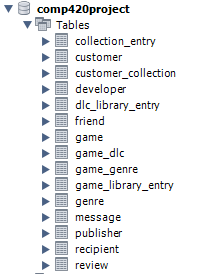 comp420project
Tables
collection_entry
customer
customer_collection
developer
dlc_library_entry
friend
game
game_dlc
game_genre
game_library_entry
genre
message
publisher
recipient
review